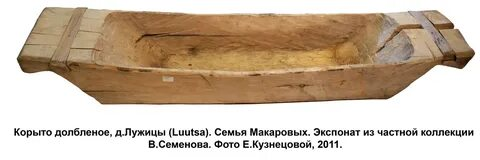 Корыто долбленое, д.Лужицы (Luutsa). Семья Макаровых. Экспонат из частной коллекции
В.Семенова. Фото Е.Кузнецовой, 2011.